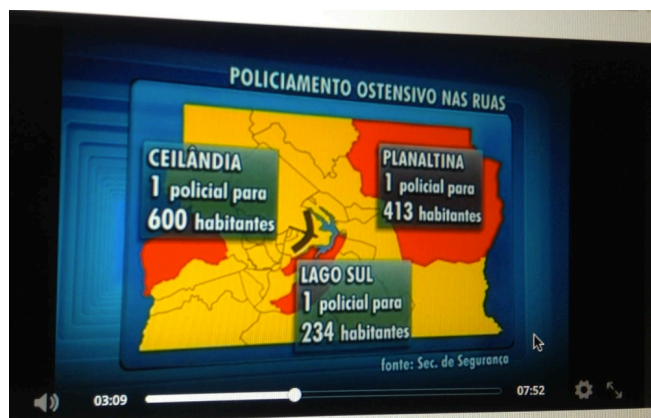 POLICIAMENTO OSTENSIVO NAS RUAS
CEILÂNDIA
1 policial para
600 habitantes
PLANALTINA
1 policial para
413 habitantes
LAGO SUL
1 policial para
234 habitantes
fonte: Sec. de Segurança
03:09
07:52